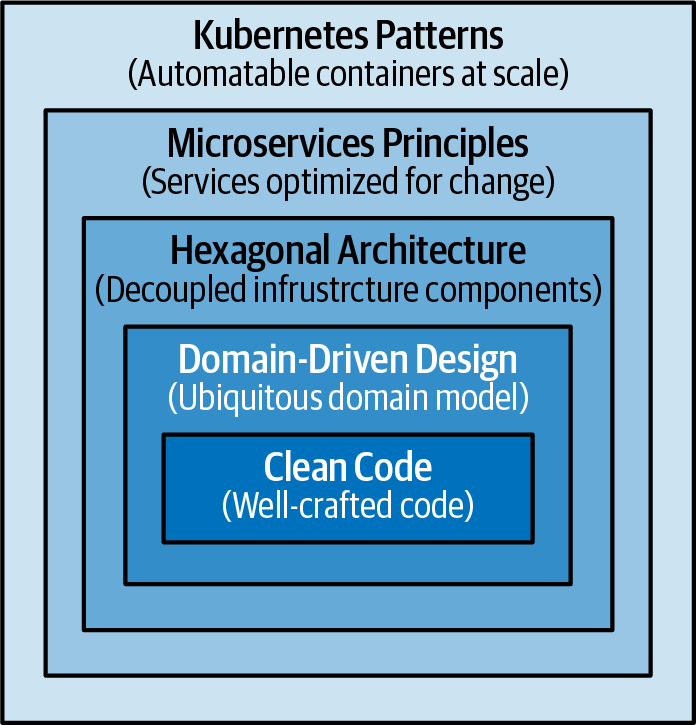 Kubernetes Patterns
(Automatable containers at scale)
Microservices Principles
(Services optimized for change)
Hexagonal Architecture
(Decoupled infrustrcture components)
Domain-Driven Design
(Ubiquitous domain model)
Clean Code
(Well-crafted code)